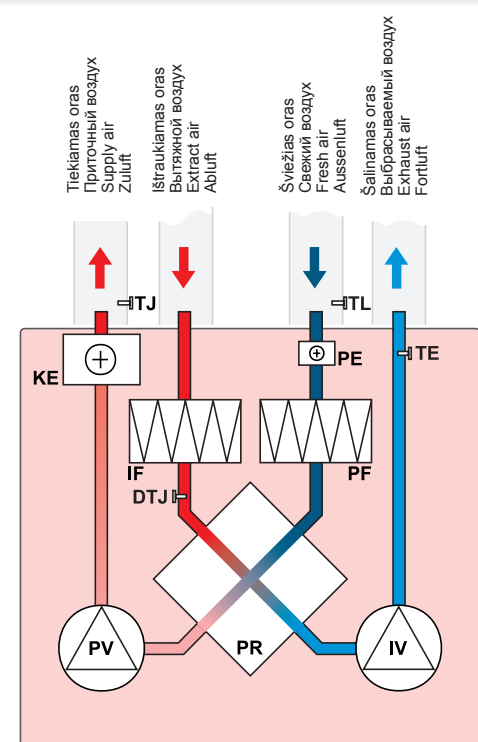 Tiekiamas oras
Приточный воздух
Supply air
Zuluft
Ištraukiamas oras
Вытяжной воздух
Extract air
Abluft
Šviežias oras
Свежий воздух
Fresh air
Aussenluft
Šalinamas oras
Выбрасываемый воздух
Exhaust air
Fortluft
TJ
TL
KE
PE
TE
IF
PF
DTJ
PV
PR
IV